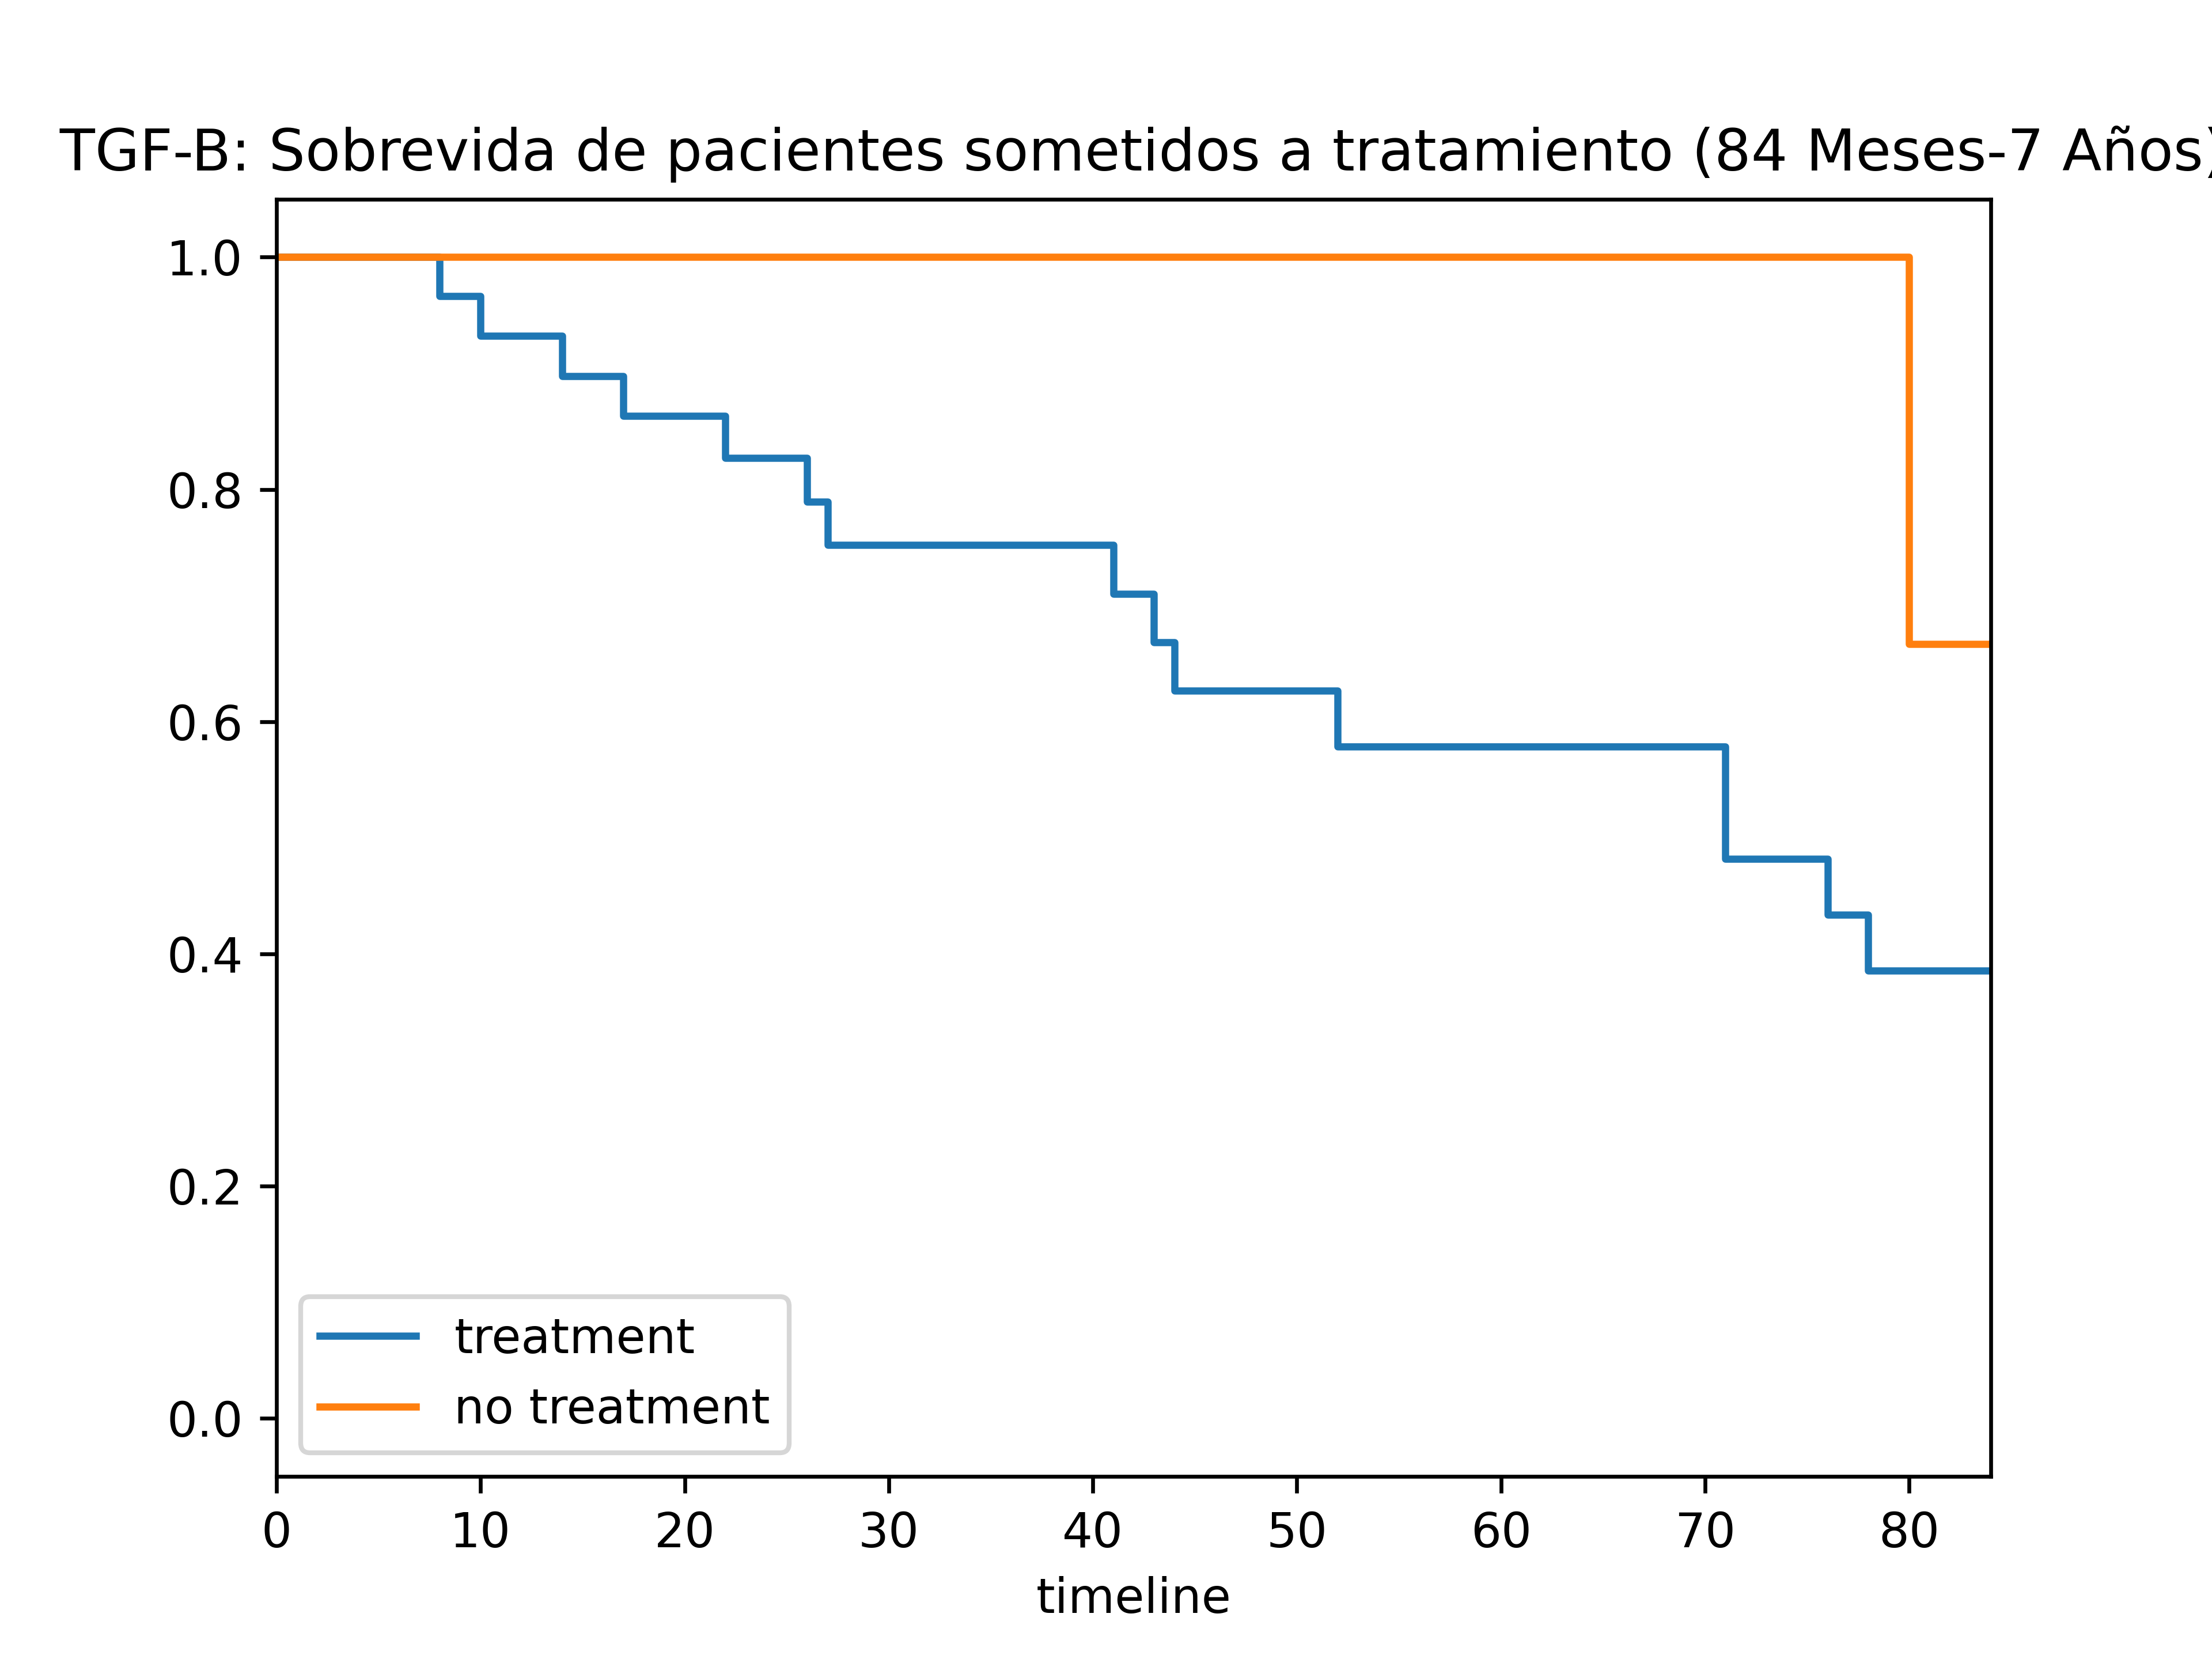 TGF-B: Sobrevida de pacientes sometidos a tratamiento (84 Meses-7 Años)
1.0
0.8
0.6
0.4
0.2
0.0
treatment
no treatment
0 10 20 30 40 50 60 70 80
timeline